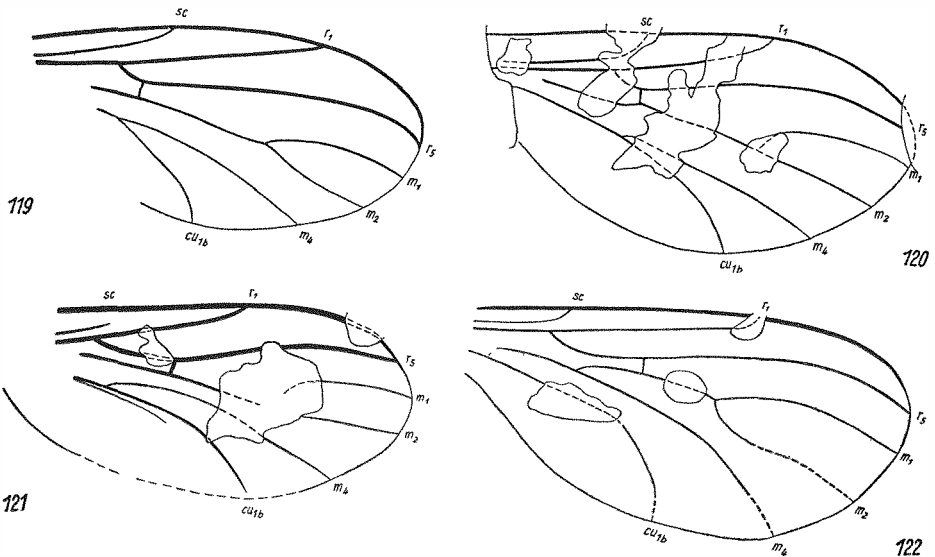 sc
r₁
r₅
m₁
m₂
m₄
cu₁b
119
sc
r₁
r₅
m₁
m₂
m₄
cu₁b
120
sc
r₁
r₅
m₁
m₂
m₄
cu₁b
121
sc
r₁
r₅
m₁
m₂
m₄
cu₁b
122